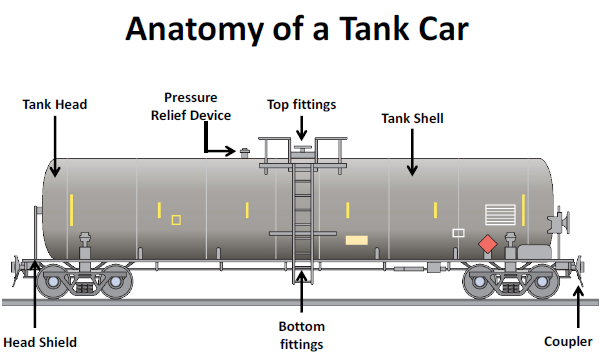 Anatomy of a Tank Car
Tank Head
Pressure
Relief Device
Top fittings
Tank Shell
Head Shield
Bottom
fittings
Coupler